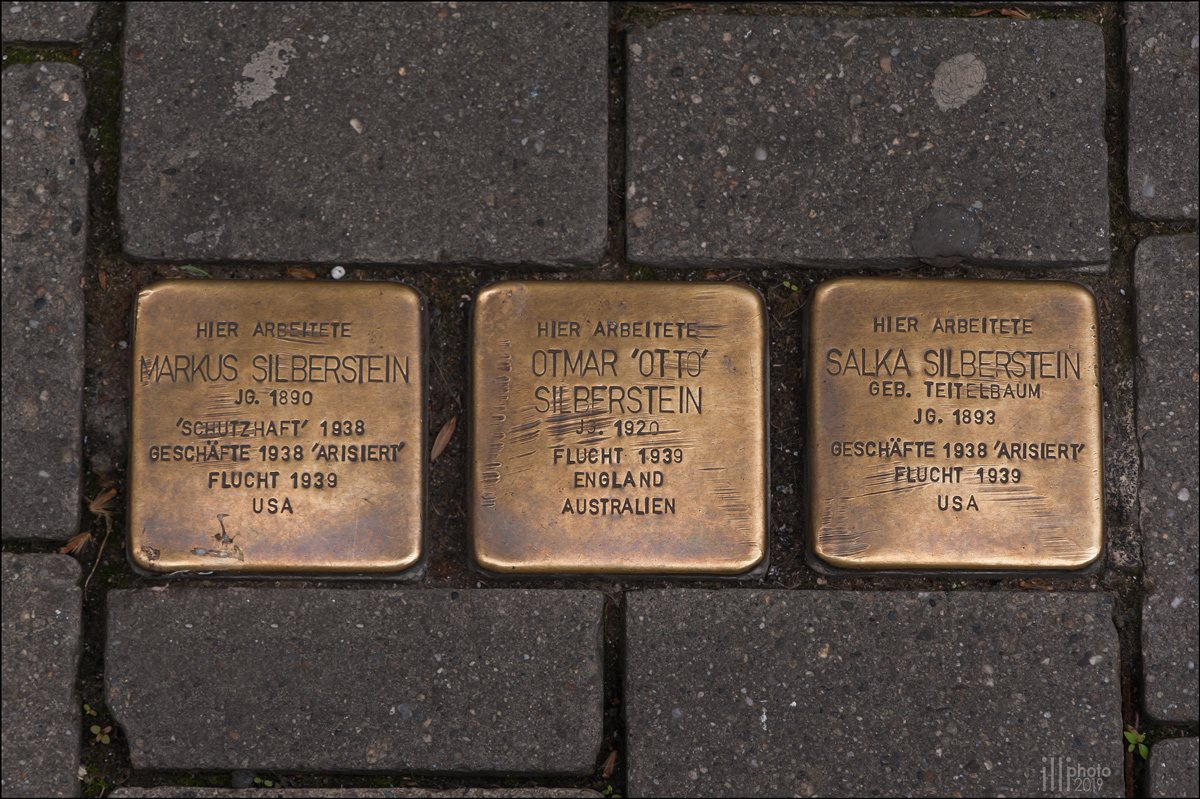 HIER ARBEITETE
MARKUS SILBERSTEIN
JG. 1890
'SCHUTZHAFT' 1938
GESCHÄFTE 1938 'ARISIERT'
FLUCHT 1939
USA
HIER ARBEITETE
OTMAR 'OTTO'
SILBERSTEIN
JG. 1920
FLUCHT 1939
ENGLAND
AUSTRALIEN
HIER ARBEITETE
SALKA SILBERSTEIN
GEB. TEITELBAUM
JG. 1893
GESCHÄFTE 1938 'ARISIERT'
FLUCHT 1939
USA
illiphoto
2019